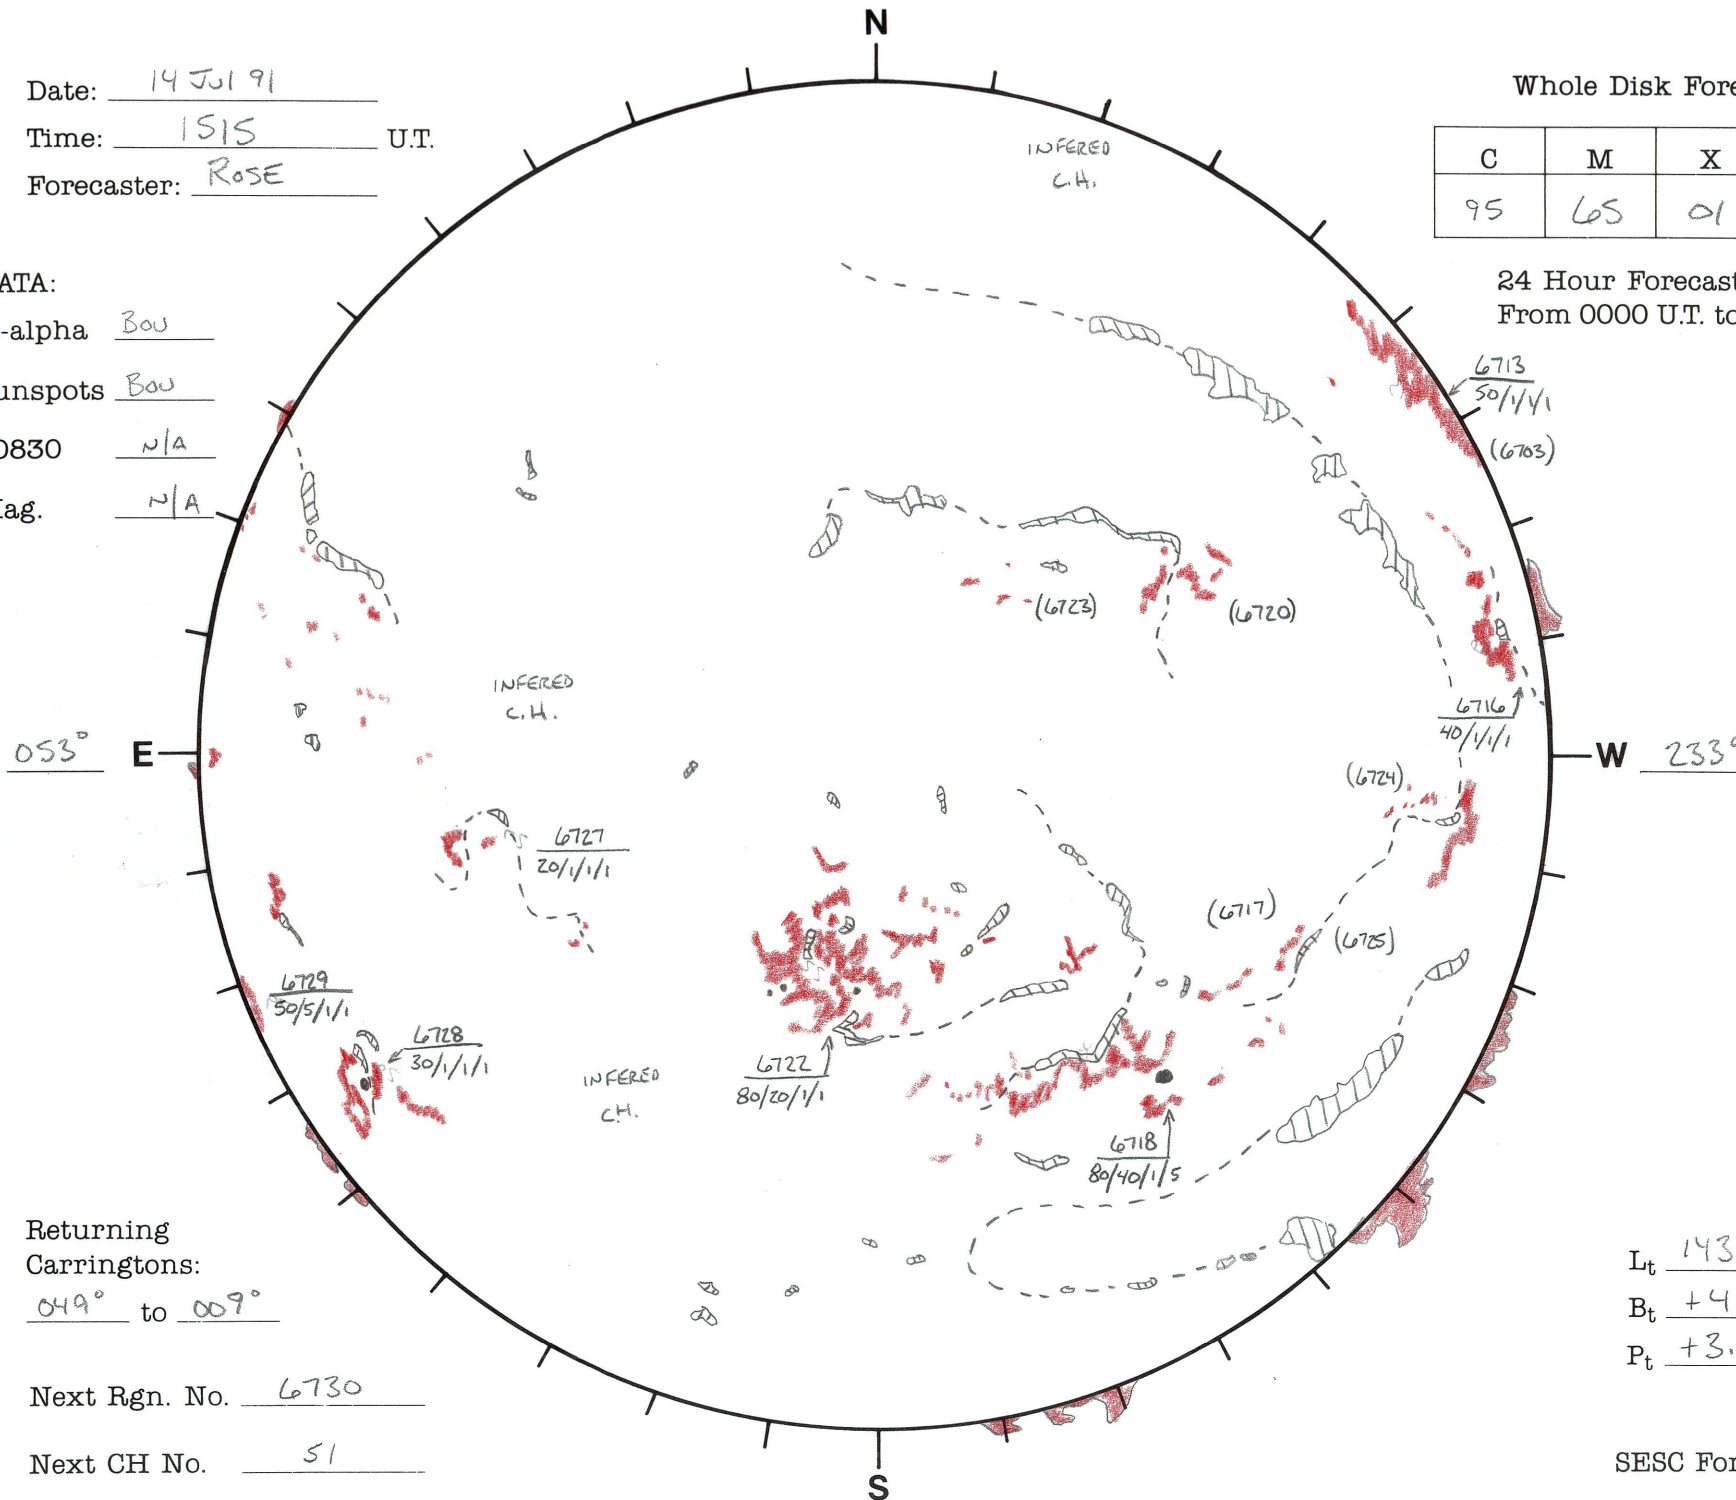 N
Date: 14 Jul 91
Time: 1515 U.T.
Forecaster: ROSE
Whole Disk Fore
C M X
95 65 01
24 Hour Forecast
From 0000 U.T. to
INFERED
C.H.
ATA:
-alpha Bou
unspots Bou
0830 N/A
ag. N/A
6713
50/1/1/1
(6703)
(6723)
(6720)
INFERED
C.H.
6716
40/1/1/1
053° E
W 233°
(6724)
6727
20/1/1/1
(6717)
(6725)
6729
50/5/1/1
6728
30/1/1/1
6722
80/20/1/1
INFERED
C.H.
6718
80/40/1/5
Returning
Carringtons:
049° to 009°
Lt 143
Bt +4
Pt +3.
Next Rgn. No. 6730
Next CH No. 51
SESC For
S